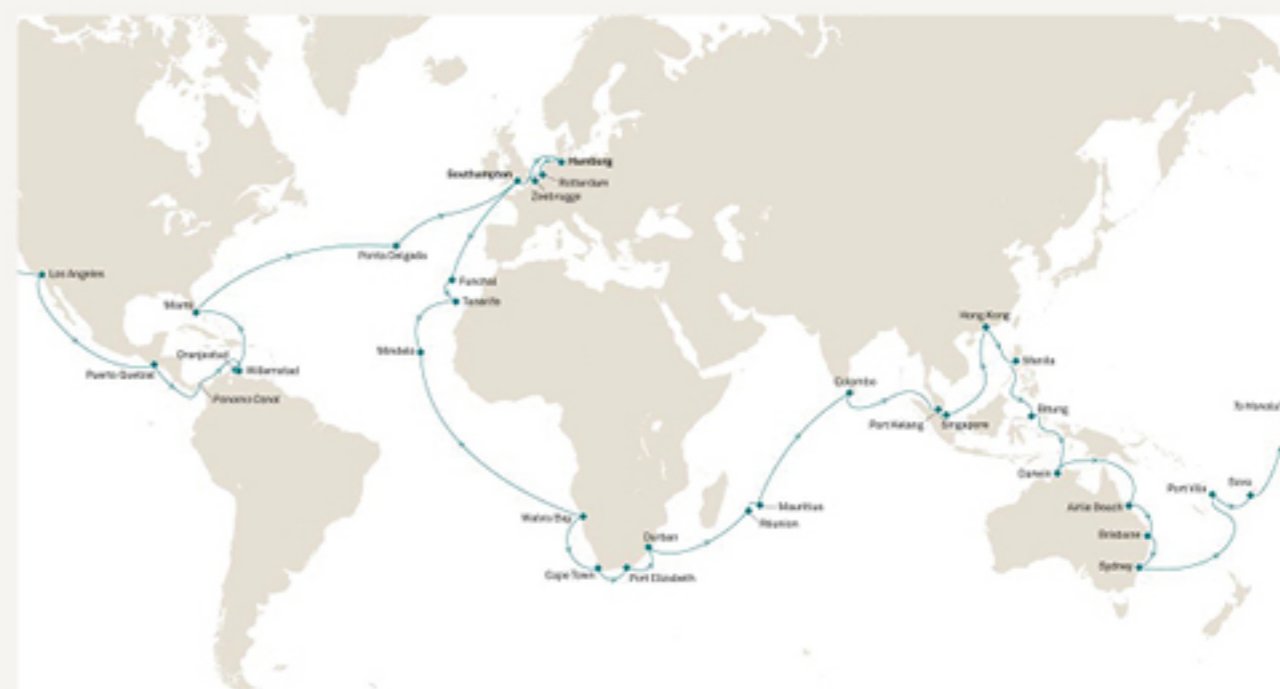 Hamburg
Southampton
Rotterdam
Zeebrugge
Ponta Delgada
Los Angeles
Funchal
Miami
Tenerife
Hong Kong
Oranjestad
Mindelo
Manila
Puerto Quetzal
Willemstad
Colombo
Panama Canal
To Honolu
Bitung
Port Kelang
Singapore
Darwin
Suva
Port Vila
Mauritius
Airlie Beach
Walvis Bay
Réunion
Durban
Brisbane
Sydney
Cape Town
Port Elizabeth